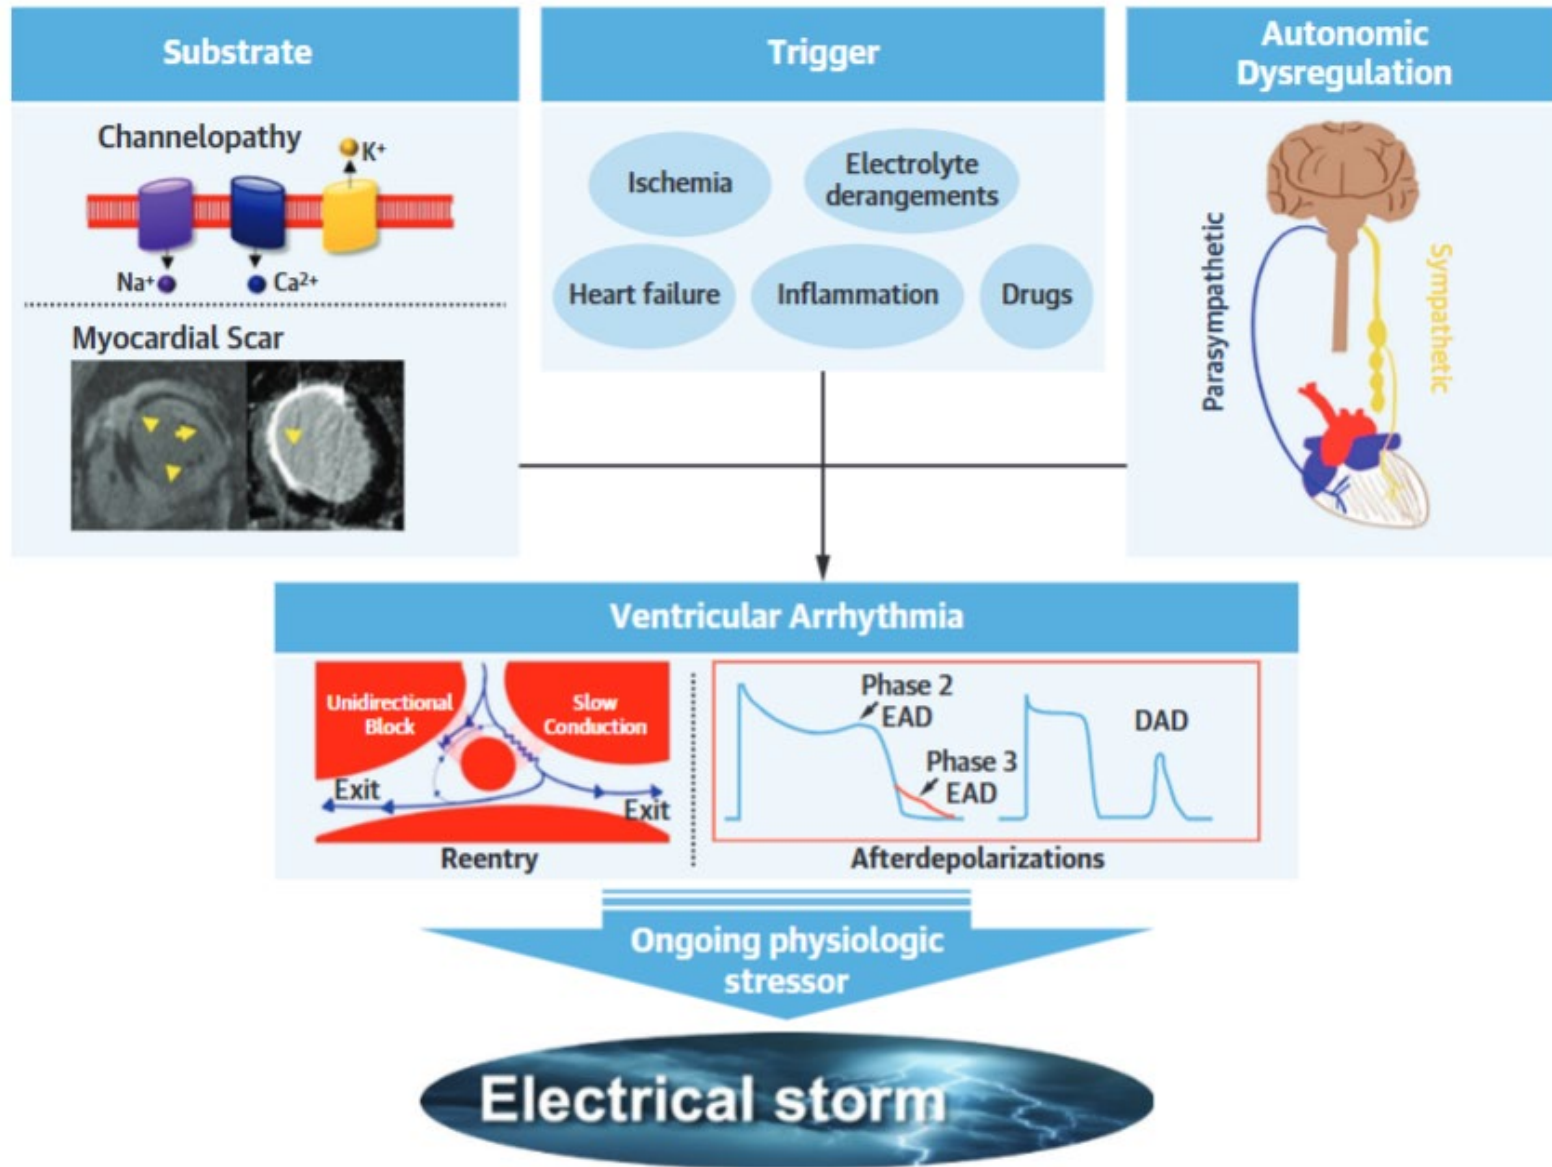 Substrate
Channelopathy
K+
Na+
Ca2+
Myocardial Scar
Trigger
Ischemia
Electrolyte
derangements
Heart failure
Inflammation
Drugs
Autonomic
Dysregulation
Parasympathetic
Sympathetic
Ventricular Arrhythmia
Unidirectional
Block
Slow
Conduction
Exit
Exit
Reentry
Phase 2
EAD
Phase 3
EAD
DAD
Afterdepolarizations
Ongoing physiologic
stressor
Electrical storm